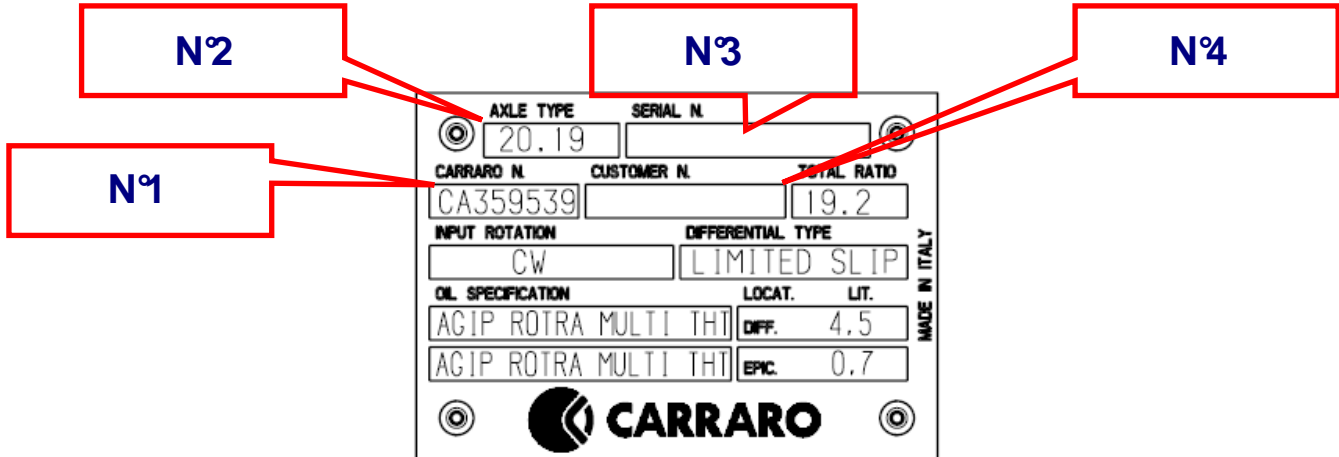 N°2 N°3 N°4
AXLE TYPE SERIAL N.
20.19
N°1
CARRARO N. CUSTOMER N. TOTAL RATIO
CA359539 19.2
INPUT ROTATION DIFFERENTIAL TYPE
CW LIMITED SLIP
MADE IN ITALY
OIL SPECIFICATION LOCAT. LIT.
AGIP ROTRA MULTI THT DIFF. 4.5
AGIP ROTRA MULTI THT EPIC. 0.7
CARRARO